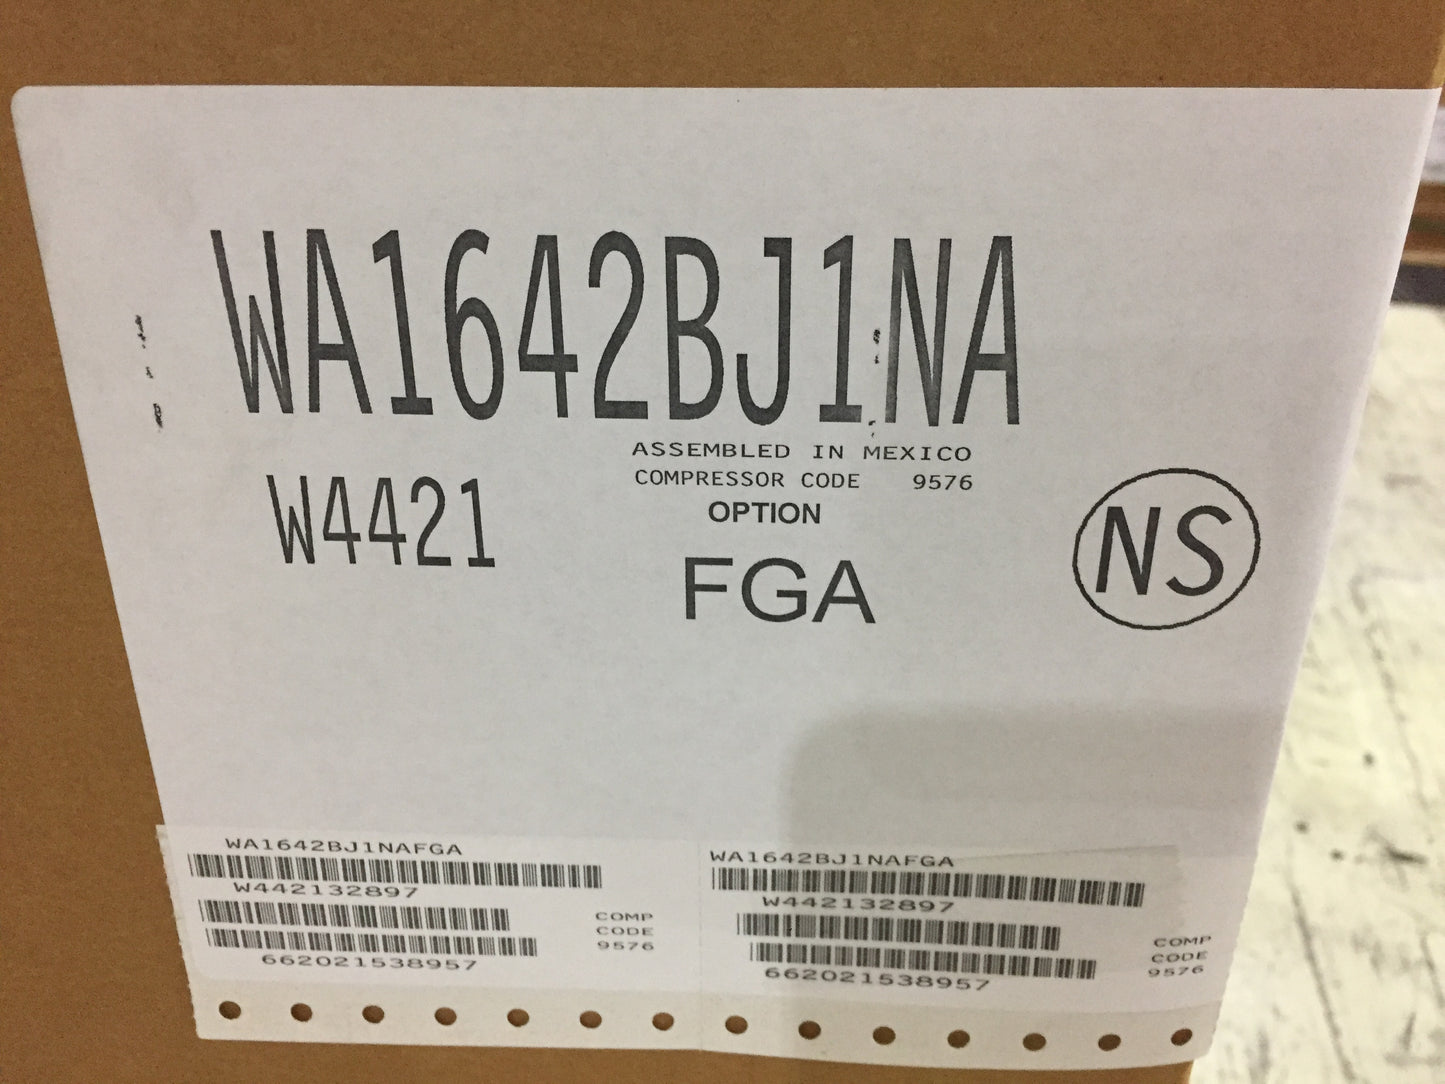 WA1642BJ1NA
ASSEMBLED IN MEXICO
COMPRESSOR CODE 9576
OPTION
FGA
W4421
NS
WA1642BJ1NAFGA
W442132897
COMP
CODE
9576
662021538957
WA1642BJ1NAFGA
W442132897
COMP
CODE
9576
662021538957